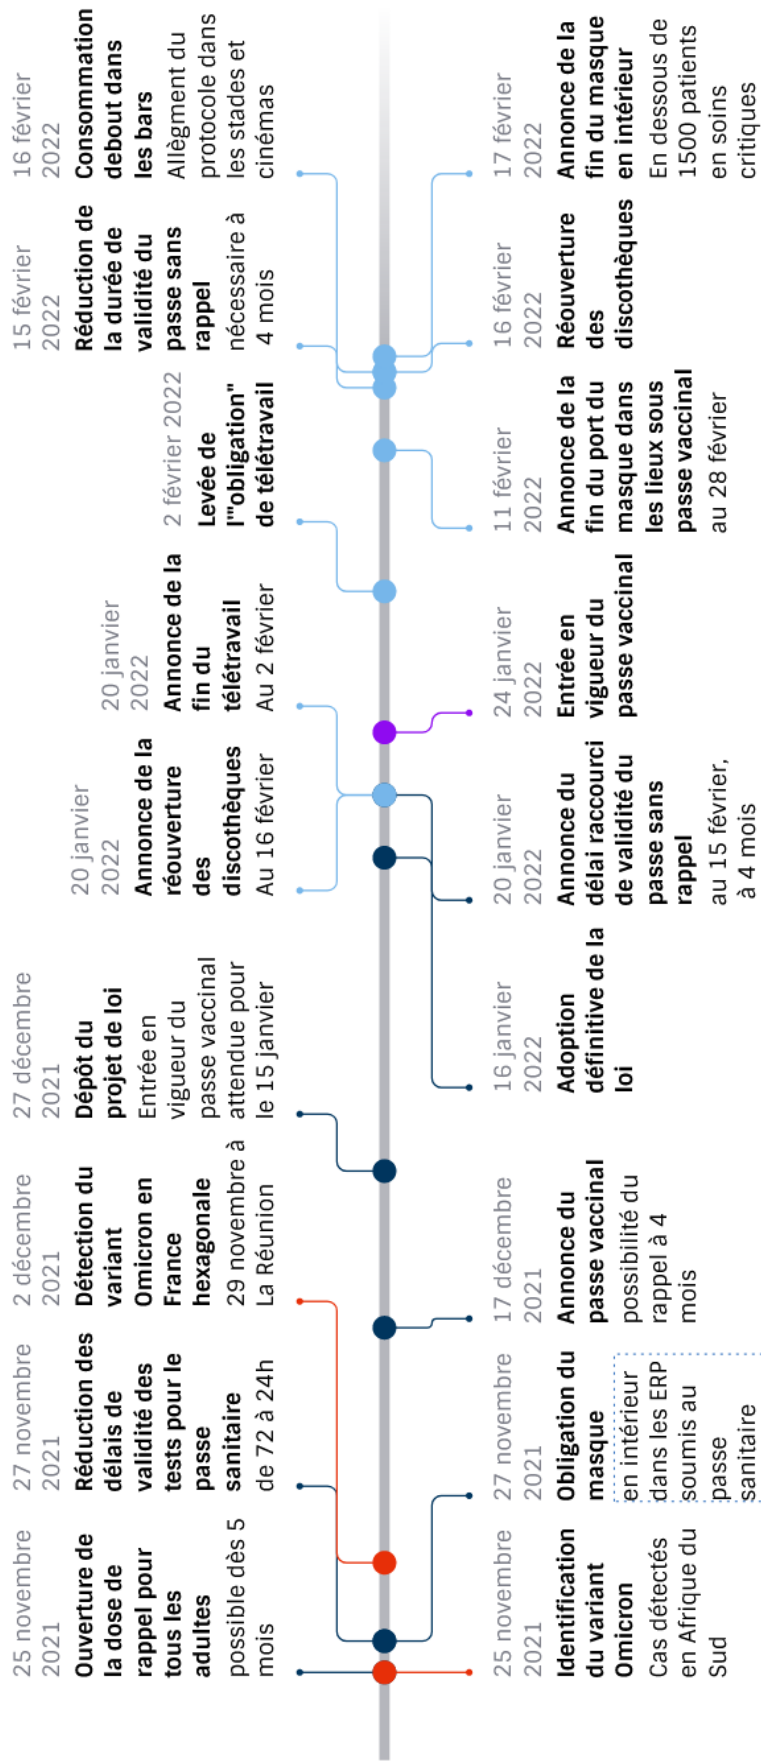 25 novembre
2021
Ouverture de
la dose de
rappel pour
tous les
adultes
possible dès 5
mois
27 novembre
2021
Réduction des
délais de
validité des
tests pour le
passe
sanitaire
de 72 à 24h
2 décembre
2021
Détection du
variant
Omicron en
France
hexagonale
29 novembre à
La Réunion
27 décembre
2021
Dépôt du
projet de loi
Entrée en
vigueur du
passe vaccinal
attendue pour
le 15 janvier
20 janvier
2022
Annonce de la
réouverture
des
discothèques
Au 16 février
20 janvier
2022
Annonce de la
fin du
télétravail
Au 2 février
2 février 2022
Levée de
l'"obligation"
de télétravail
15 février
2022
Réduction de
la durée de
validité du
passe sans
rappel
nécessaire à
4 mois
16 février
2022
Consommation
debout dans
les bars
Allègment du
protocole dans
les stades et
cinémas
25 novembre
2021
Identification
du variant
Omicron
Cas détectés
en Afrique du
Sud
27 novembre
2021
Obligation du
masque
en intérieur
dans les ERP
soumis au
passe
sanitaire
17 décembre
2021
Annonce du
passe vaccinal
possibilité du
rappel à 4
mois
16 janvier
2022
Adoption
définitive de la
loi
20 janvier
2022
Annonce du
délai raccourci
de validité du
passe sans
rappel
au 15 février,
à 4 mois
24 janvier
2022
Entrée en
vigueur du
passe vaccinal
11 février
2022
Annonce de la
fin du port du
masque dans
les lieux sous
passe vaccinal
au 28 février
16 février
2022
Réouverture
des
discothèques
17 février
2022
Annonce de la
fin du masque
en intérieur
En dessous de
1500 patients
en soins
critiques